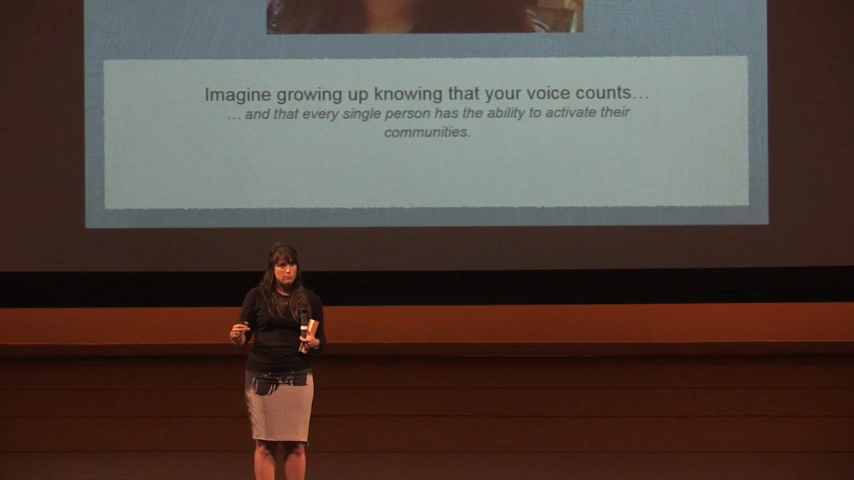 Imagine growing up knowing that your voice counts…
… and that every single person has the ability to activate their
communities.